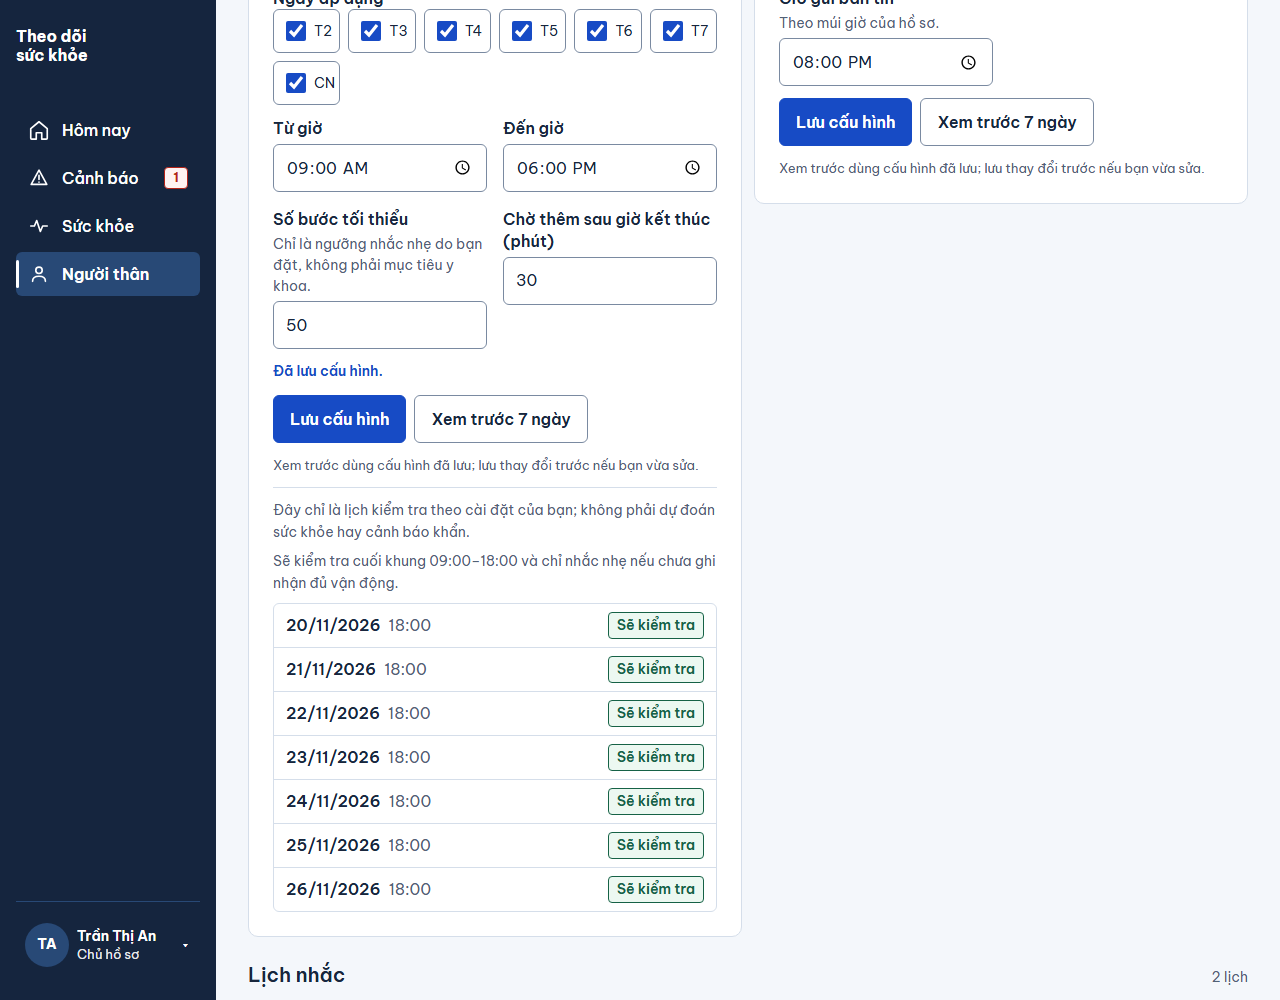 Theo dõi
sức khỏe
Hôm nay
Cảnh báo
1
Sức khỏe
Người thân
TA
Trần Thị An
Chủ hồ sơ
Ngày áp dụng
T2
T3
T4
T5
T6
T7
CN
Từ giờ
09:00 AM
Đến giờ
06:00 PM
Số bước tối thiểu
Chỉ là ngưỡng nhắc nhẹ do bạn
đặt, không phải mục tiêu y
khoa.
50
Chờ thêm sau giờ kết thúc
(phút)
30
Đã lưu cấu hình.
Lưu cấu hình
Xem trước 7 ngày
Xem trước dùng cấu hình đã lưu; lưu thay đổi trước nếu bạn vừa sửa.
Đây chỉ là lịch kiểm tra theo cài đặt của bạn; không phải dự đoán
sức khỏe hay cảnh báo khẩn.
Sẽ kiểm tra cuối khung 09:00–18:00 và chỉ nhắc nhẹ nếu chưa ghi
nhận đủ vận động.
20/11/2026 18:00 Sẽ kiểm tra
21/11/2026 18:00 Sẽ kiểm tra
22/11/2026 18:00 Sẽ kiểm tra
23/11/2026 18:00 Sẽ kiểm tra
24/11/2026 18:00 Sẽ kiểm tra
25/11/2026 18:00 Sẽ kiểm tra
26/11/2026 18:00 Sẽ kiểm tra
Giờ gửi bản tin
Theo múi giờ của hồ sơ.
08:00 PM
Lưu cấu hình
Xem trước 7 ngày
Xem trước dùng cấu hình đã lưu; lưu thay đổi trước nếu bạn vừa sửa.
Lịch nhắc
2 lịch